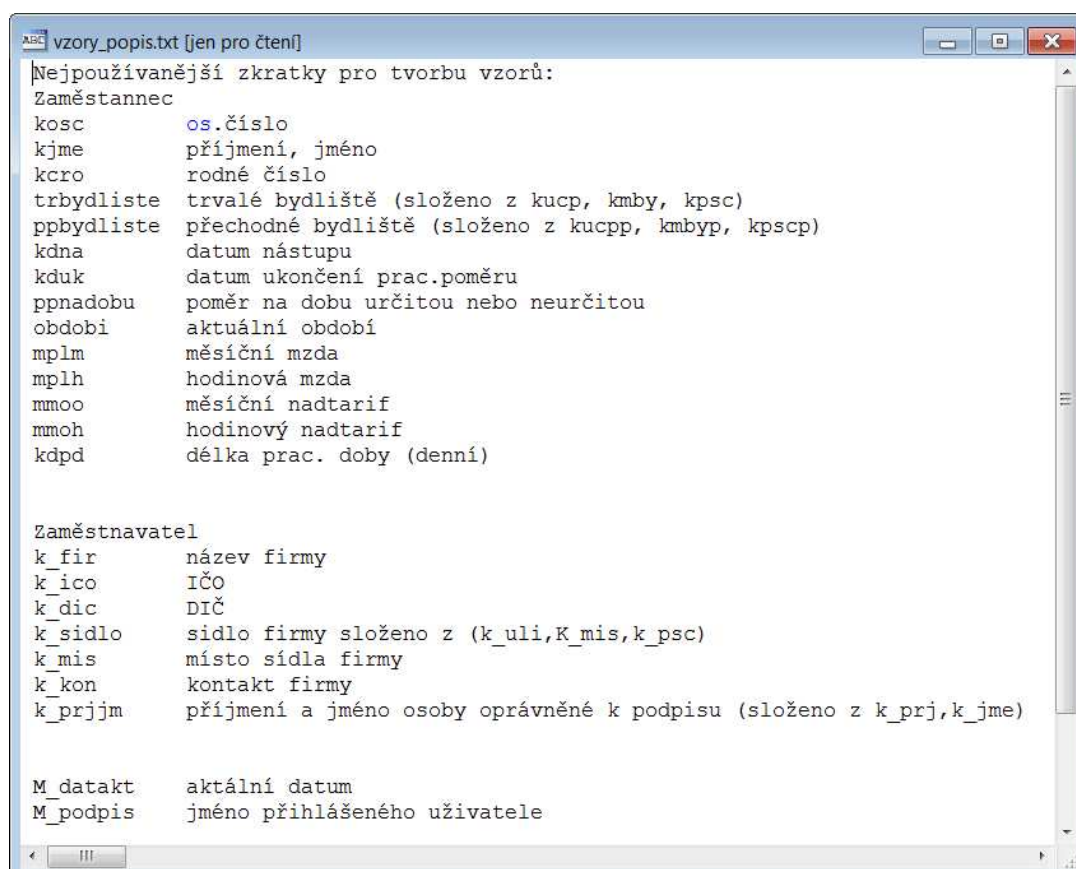 ABC vzory_popis.txt [jen pro čtení]
Nejpoužívanější zkratky pro tvorbu vzorů:
Zaměstannec
kosc os.číslo
kjme příjmení, jméno
kcro rodné číslo
trbydliste trvalé bydliště (složeno z kucp, kmby, kpsc)
ppbydliste přechodné bydliště (složeno z kucpp, kmbyp, kpscp)
kdna datum nástupu
kduk datum ukončení prac.poměru
ppnadobu poměr na dobu určitou nebo neurčitou
obdobi aktuální období
mplm měsíční mzda
mplh hodinová mzda
mmoo měsíční nadtarif
mmoh hodinový nadtarif
kdpd délka prac. doby (denní)
Zaměstnavatel
k_fir název firmy
k_ico IČO
k_dic DIČ
k_sidlo sidlo firmy složeno z (k_uli,K_mis,k_psc)
k_mis místo sídla firmy
k_kon kontakt firmy
k_prjjm příjmení a jméno osoby oprávněné k podpisu (složeno z k_prj,k_jme)
M_datakt aktální datum
M_podpis jméno přihlášeného uživatele